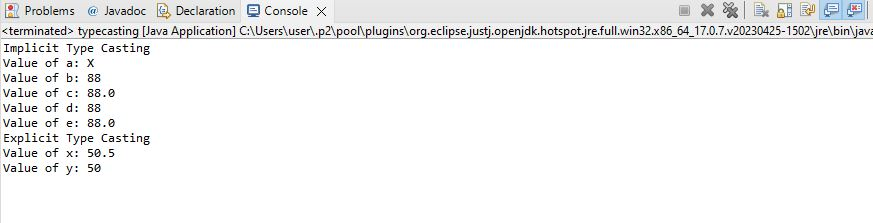 Problems @ Javadoc Declaration Console
<terminated> typecasting [Java Application] C:\Users\user\.p2\pool\plugins\org.eclipse.justj.openjdk.hotspot.jre.full.win32.x86_64_17.0.7.v20230425-1502\jre\bin\java
Implicit Type Casting
Value of a: X
Value of b: 88
Value of c: 88.0
Value of d: 88
Value of e: 88.0
Explicit Type Casting
Value of x: 50.5
Value of y: 50